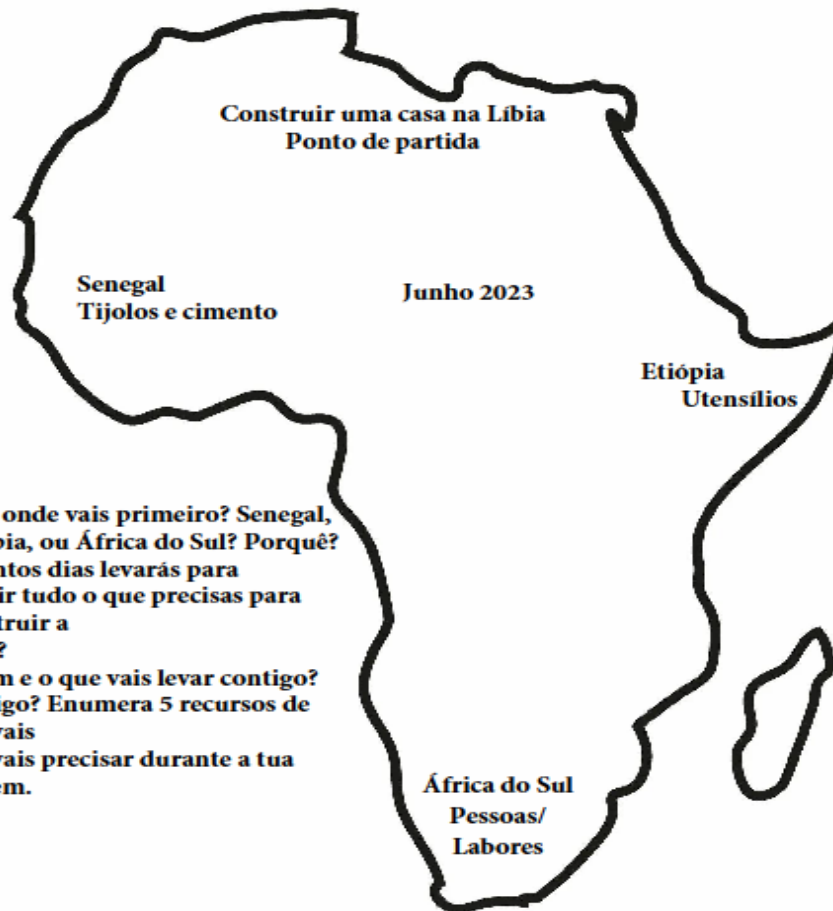 Construir uma casa na Líbia
Ponto de partida
Senegal
Tijolos e cimento
Junho 2023
Etiópia
Utensílios
onde vais primeiro? Senegal,
ou África do Sul? Porquê?
dias levarás para
tudo o que precisas para
a
e o que vais levar contigo?
Enumera 5 recursos de
vais
vais precisar durante a tua
África do Sul
Pessoas/
Labores